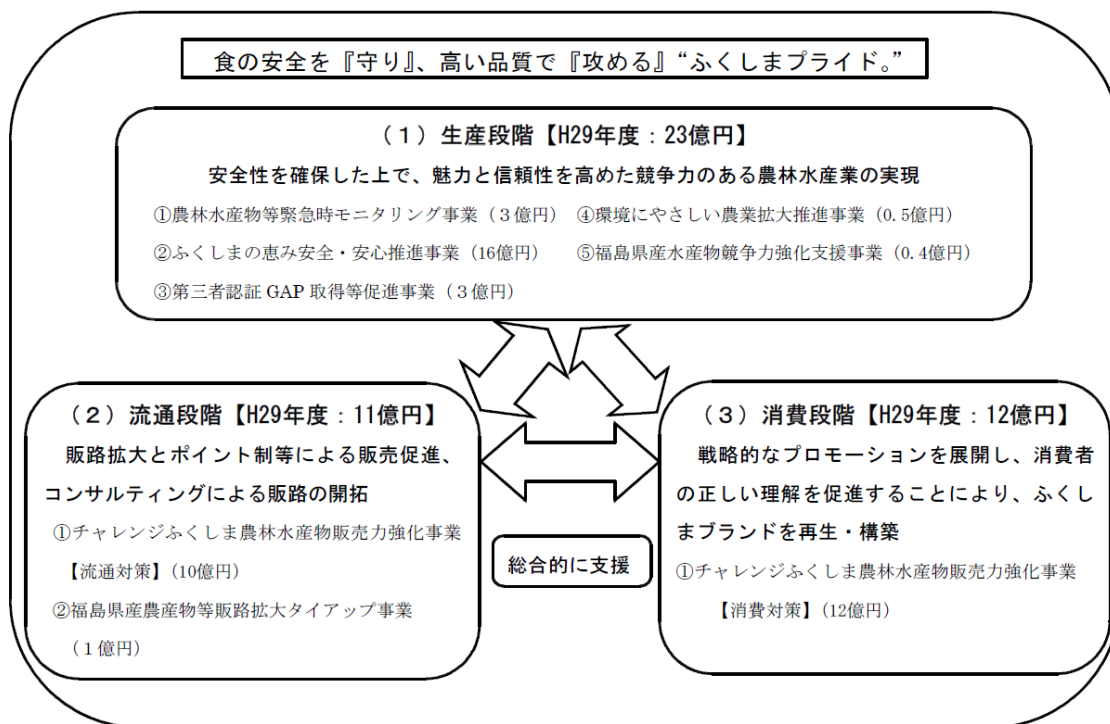 食の安全を『守り』、高い品質で『攻める』“ふくしまプライド。”
（１）生産段階【H29年度：23億円】
安全性を確保した上で、魅力と信頼性を高めた競争力のある農林水産業の実現
①農林水産物等緊急時モニタリング事業（３億円）
②ふくしまの恵み安全・安心推進事業（16億円）
③第三者認証 GAP 取得等促進事業（３億円）
④環境にやさしい農業拡大推進事業（0.5億円）
⑤福島県産水産物競争力強化支援事業（0.4億円）
（２）流通段階【H29年度：11億円】
販路拡大とポイント制等による販売促進、
コンサルティングによる販路の開拓
①チャレンジふくしま農林水産物販売力強化事業
【流通対策】（10億円）
②福島県産農産物等販路拡大タイアップ事業
（１億円）
総合的に支援
（３）消費段階【H29年度：12億円】
戦略的なプロモーションを展開し、消費者
の正しい理解を促進することにより、ふくし
まブランドを再生・構築
①チャレンジふくしま農林水産物販売力強化事業
【消費対策】（12億円）